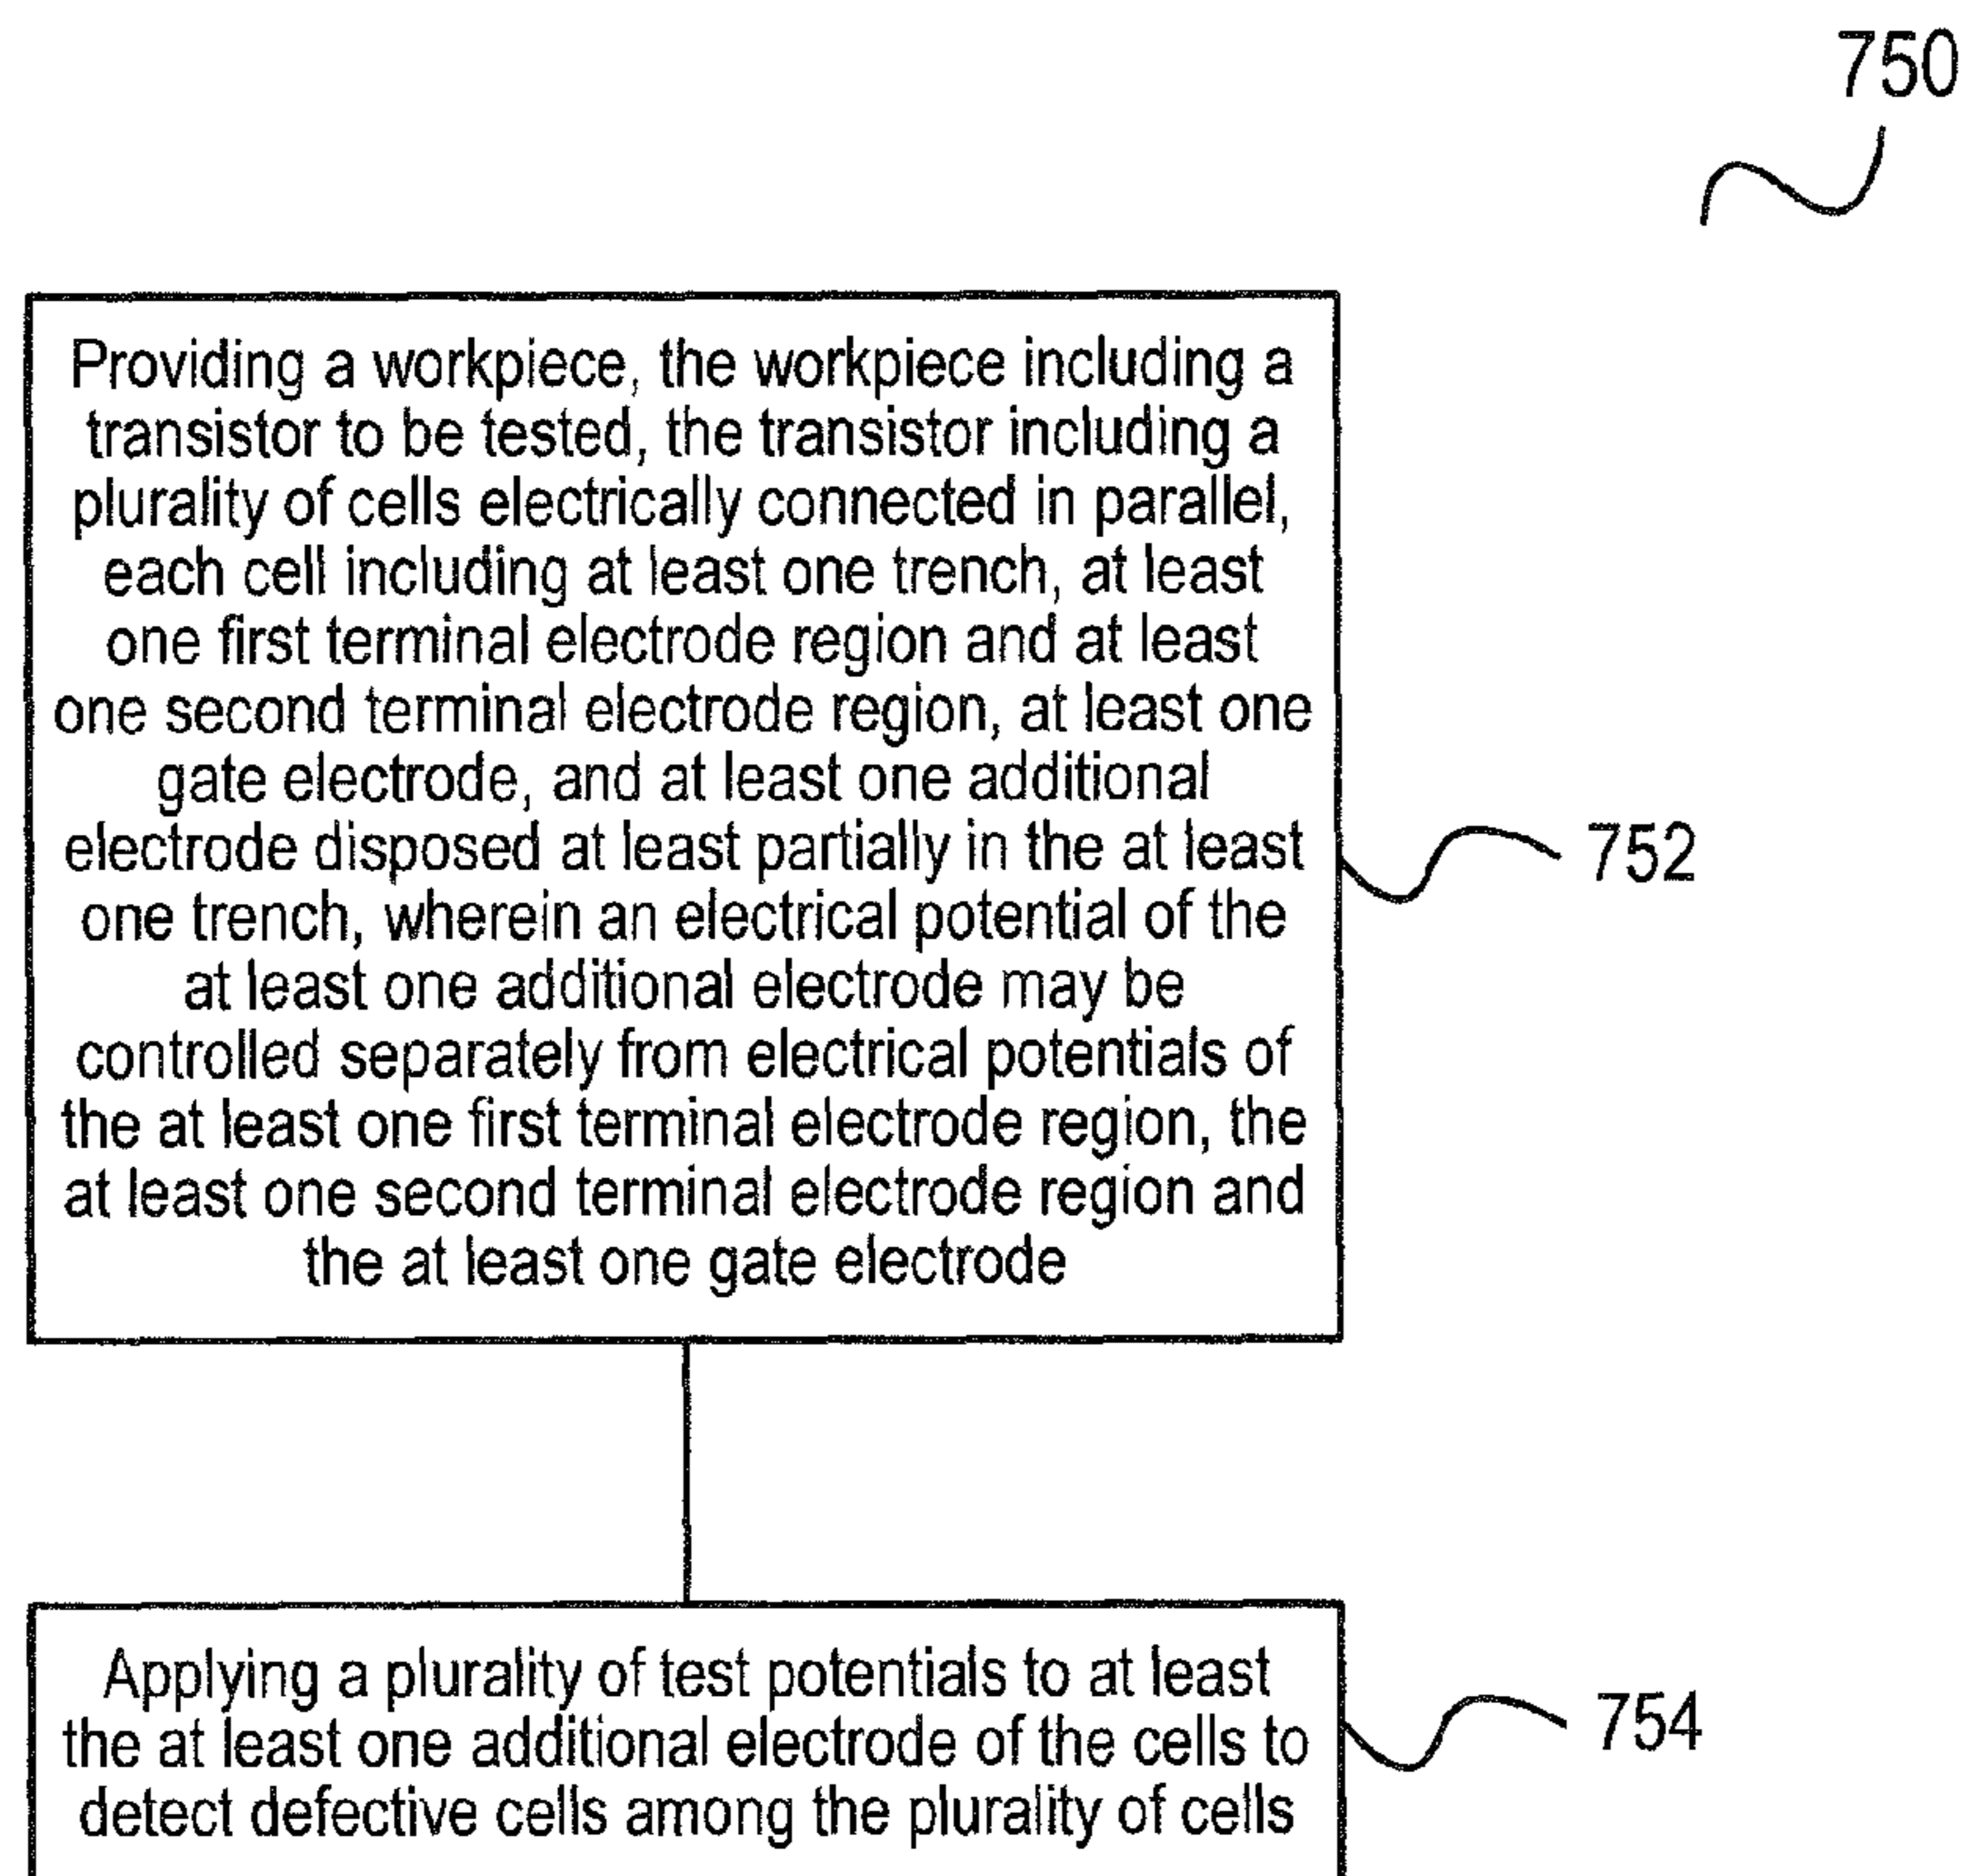 750
Providing a workpiece, the workpiece including a
transistor to be tested, the transistor including a
plurality of cells electrically connected in parallel,
each cell including at least one trench, at least
one first terminal electrode region and at least
one second terminal electrode region, at least one
gate electrode, and at least one additional
electrode disposed at least partially in the at least
one trench, wherein an electrical potential of the
at least one additional electrode may be
controlled separately from electrical potentials of
the at least one first terminal electrode region, the
at least one second terminal electrode region and
the at least one gate electrode
752
Applying a plurality of test potentials to at least
the at least one additional electrode of the cells to
detect defective cells among the plurality of cells
754